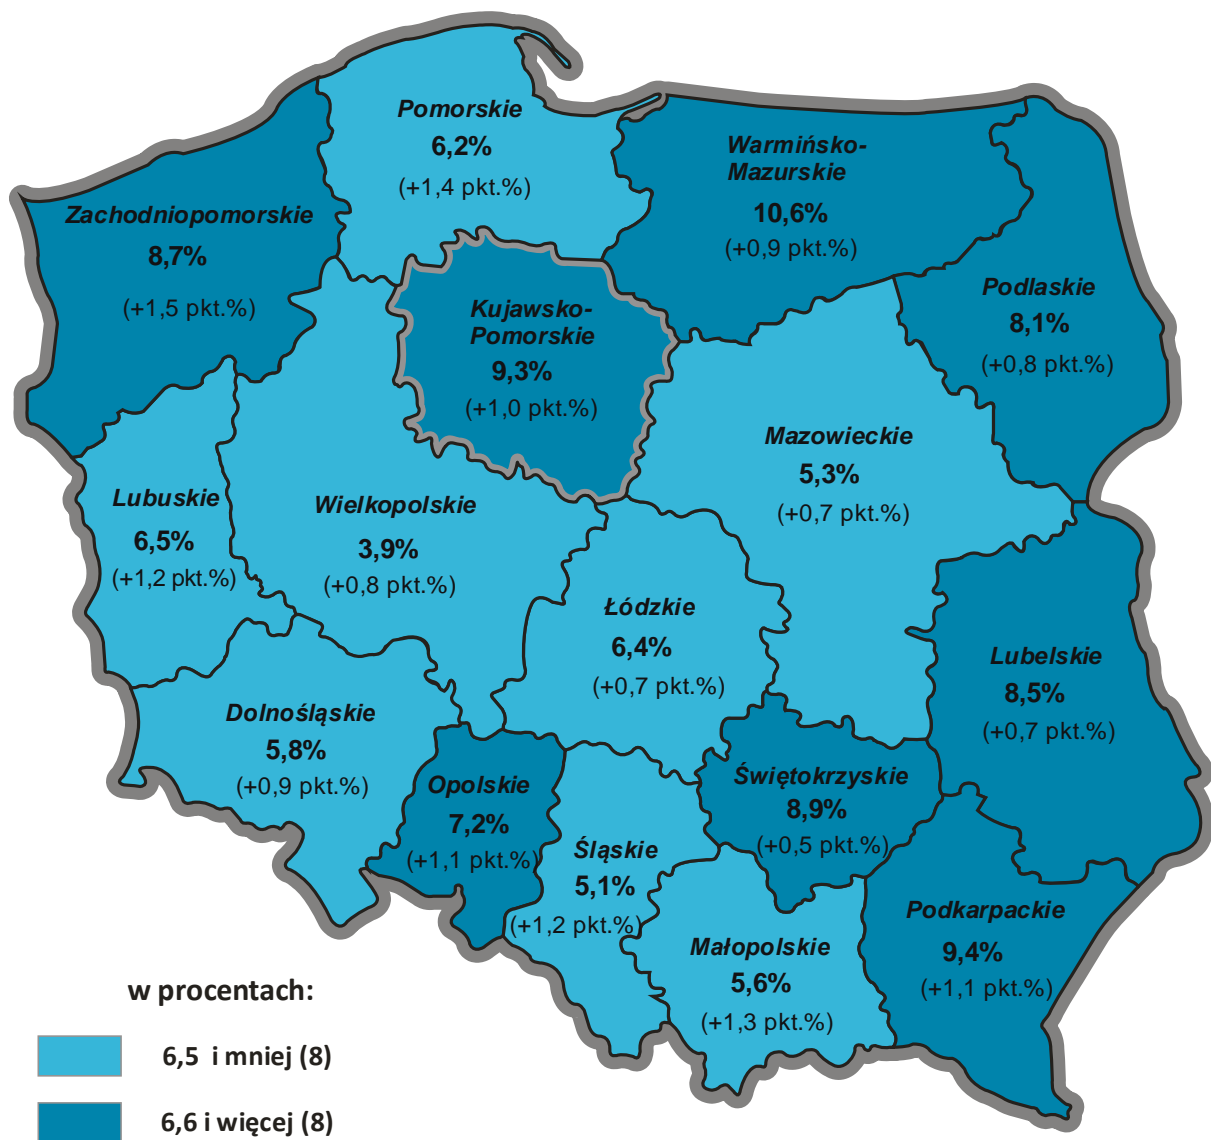 Pomorskie
6,2%
(+1,4 pkt.%)
Warmińsko-
Mazurskie
10,6%
(+0,9 pkt.%)
Zachodniopomorskie
8,7%
(+1,5 pkt.%)
Kujawsko-
Pomorskie
9,3%
(+1,0 pkt.%)
Podlaskie
8,1%
(+0,8 pkt.%)
Mazowieckie
5,3%
(+0,7 pkt.%)
Lubuskie
6,5%
(+1,2 pkt.%)
Wielkopolskie
3,9%
(+0,8 pkt.%)
Łódzkie
6,4%
(+0,7 pkt.%)
Lubelskie
8,5%
(+0,7 pkt.%)
Dolnośląskie
5,8%
(+0,9 pkt.%)
Opolskie
7,2%
(+1,1 pkt.%)
Świętokrzyskie
8,9%
(+0,5 pkt.%)
Śląskie
5,1%
(+1,2 pkt.%)
Małopolskie
5,6%
(+1,3 pkt.%)
Podkarpackie
9,4%
(+1,1 pkt.%)
w procentach:
6,5 i mniej (8)
6,6 i więcej (8)